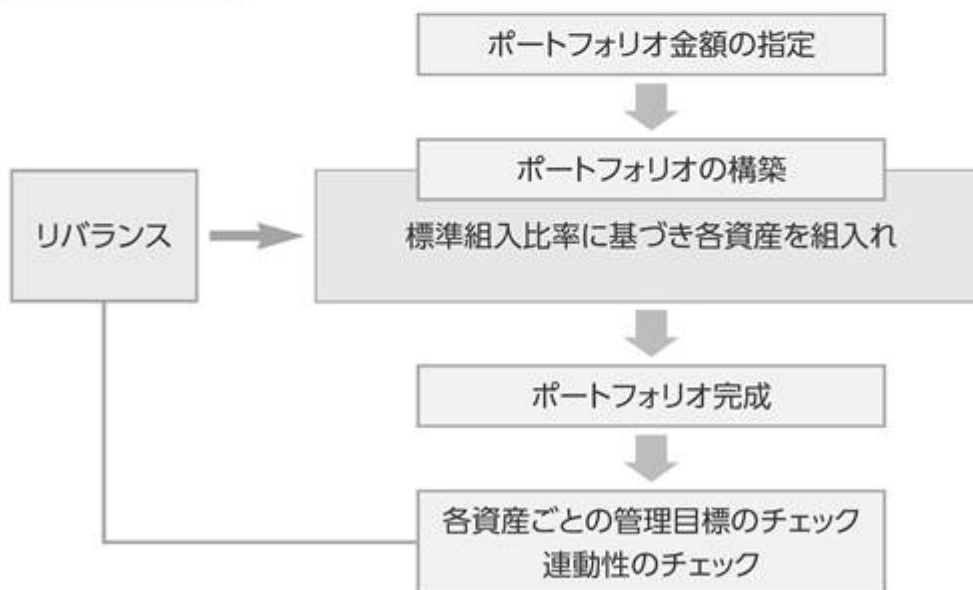 ポートフォリオ金額の指定
ポートフォリオの構築
リバランス
標準組入比率に基づき各資産を組入れ
ポートフォリオ完成
各資産ごとの管理目標のチェック
連動性のチェック